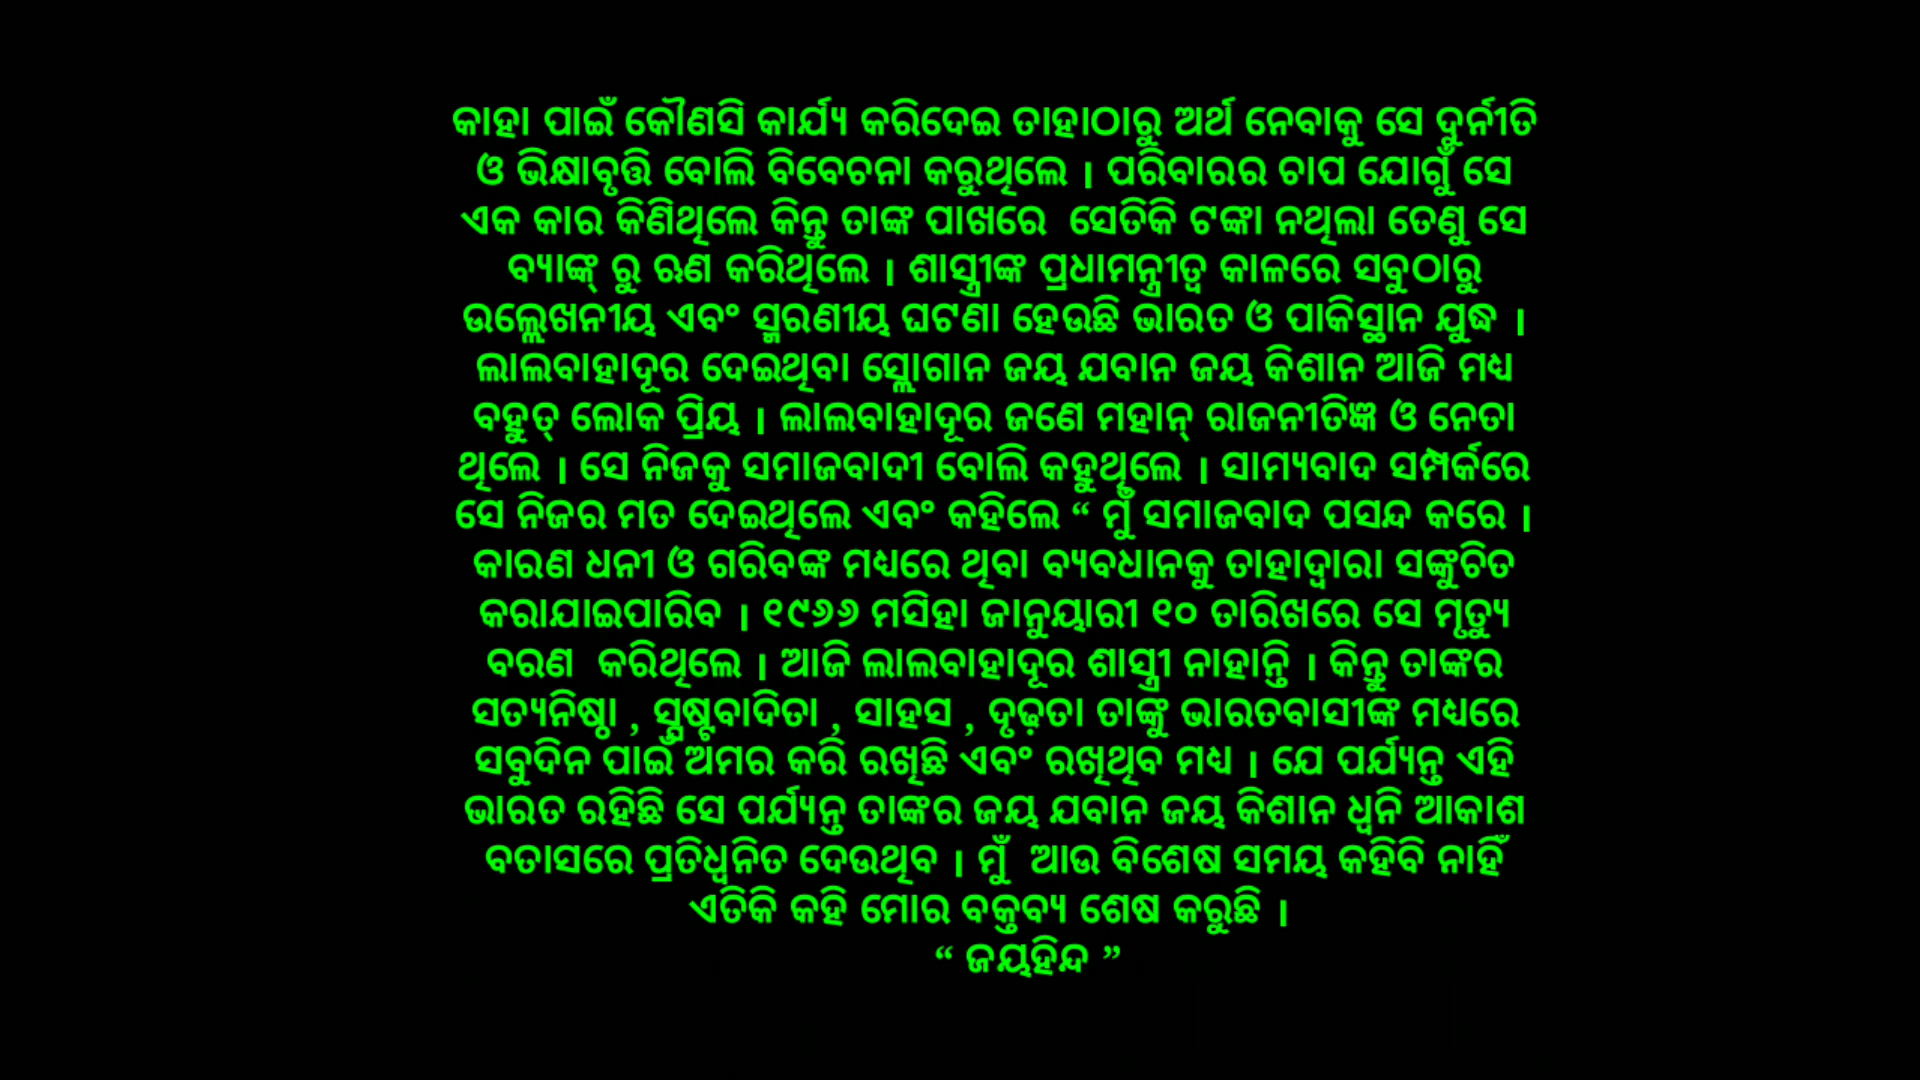 କାହା ପାଇଁ କୌଣସି କାର୍ଯ୍ୟ କରିଦେଇ ତାହାଠାରୁ ଅର୍ଥ ନେବାକୁ ସେ ଦୁର୍ନୀତି
ଓ ଭିକ୍ଷାବୃତ୍ତି ବୋଲି ବିବେଚନା କରୁଥିଲେ । ପରିବାରର ଚାପ ଯୋଗୁଁ ସେ
ଏକ କାର କିଣିଥିଲେ କିନ୍ତୁ ତାଙ୍କ ପାଖରେ ସେତିକି ଟଙ୍କା ନଥିଲା ତେଣୁ ସେ
ବ୍ୟାଙ୍କ୍ ରୁ ଋଣ କରିଥିଲେ । ଶାସ୍ତ୍ରୀଙ୍କ ପ୍ରଧାମନ୍ତ୍ରୀତ୍ୱ କାଳରେ ସବୁଠାରୁ
ଉଲ୍ଲେଖନୀୟ ଏବଂ ସ୍ମରଣୀୟ ଘଟଣା ହେଉଛି ଭାରତ ଓ ପାକିସ୍ଥାନ ଯୁଦ୍ଧ ।
ଲାଲବାହାଦୂର ଦେଇଥିବା ସ୍ଲୋଗାନ ଜୟ ଯବାନ ଜୟ କିଶାନ ଆଜି ମଧ୍ୟ
ବହୁତ୍ ଲୋକ ପ୍ରିୟ । ଲାଲବାହାଦୂର ଜଣେ ମହାନ୍ ରାଜନୀତିଜ୍ଞ ଓ ନେତା
ଥିଲେ । ସେ ନିଜକୁ ସମାଜବାଦୀ ବୋଲି କହୁଥିଲେ । ସାମ୍ୟବାଦ ସମ୍ପର୍କରେ
ସେ ନିଜର ମତ ଦେଇଥିଲେ ଏବଂ କହିଲେ “ ମୁଁ ସମାଜବାଦ ପସନ୍ଦ କରେ ।
କାରଣ ଧନୀ ଓ ଗରିବଙ୍କ ମଧ୍ୟରେ ଥିବା ବ୍ୟବଧାନକୁ ତାହାଦ୍ୱାରା ସଙ୍କୁଚିତ
କରାଯାଇପାରିବ । ୧୯୬୬ ମସିହା ଜାନୁୟାରୀ ୧୦ ତାରିଖରେ ସେ ମୃତ୍ୟୁ
ବରଣ କରିଥିଲେ । ଆଜି ଲାଲବାହାଦୂର ଶାସ୍ତ୍ରୀ ନାହାନ୍ତି । କିନ୍ତୁ ତାଙ୍କର
ସତ୍ୟନିଷ୍ଠା , ସ୍ପଷ୍ଟବାଦିତା , ସାହସ , ଦୃଢ଼ତା ତାଙ୍କୁ ଭାରତବାସୀଙ୍କ ମଧ୍ୟରେ
ସବୁଦିନ ପାଇଁ ଅମର କରି ରଖିଛି ଏବଂ ରଖିଥିବ ମଧ୍ୟ । ଯେ ପର୍ଯ୍ୟନ୍ତ ଏହି
ଭାରତ ରହିଛି ସେ ପର୍ଯ୍ୟନ୍ତ ତାଙ୍କର ଜୟ ଯବାନ ଜୟ କିଶାନ ଧ୍ୱନି ଆକାଶ
ବତାସରେ ପ୍ରତିଧ୍ୱନିତ ଦେଉଥିବ । ମୁଁ ଆଉ ବିଶେଷ ସମୟ କହିବି ନାହିଁ
ଏତିକି କହି ମୋର ବକ୍ତବ୍ୟ ଶେଷ କରୁଛି ।
“ ଜୟହିନ୍ଦ ”